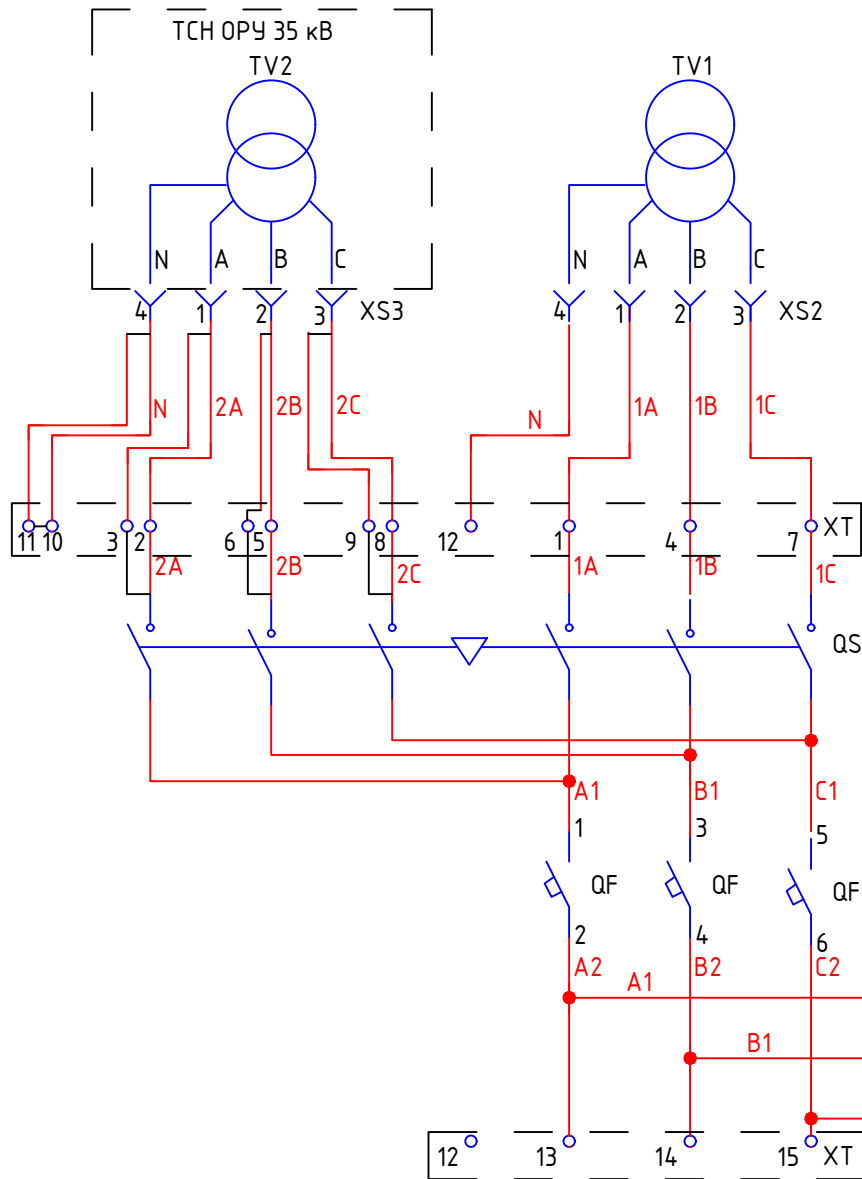 ТСН ОРУ 35 кВ
TV2 TV1
N A B C N A B C
4 1 2 3 XS3 4 1 2 3 XS2
N 2A 2B 2C N 1A 1B 1C
11 10 3 2 6 5 9 8 12 1 4 7 XT
2A 2B 2C 1A 1B 1C
QS
A1 B1 C1
1 3 5
QF QF QF
2 4 6
A2 B2 C2
A1
B1
12 13 14 15 XT